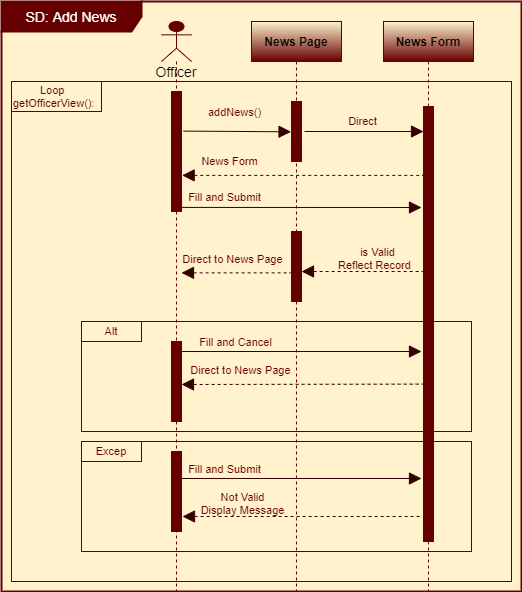 SD: Add News
Officer
News Page
News Form
Loop
getOfficerView():
addNews()
Direct
News Form
Fill and Submit
is Valid
Reflect Record
Direct to News Page
Alt
Fill and Cancel
Direct to News Page
Excep
Fill and Submit
Not Valid
Display Message